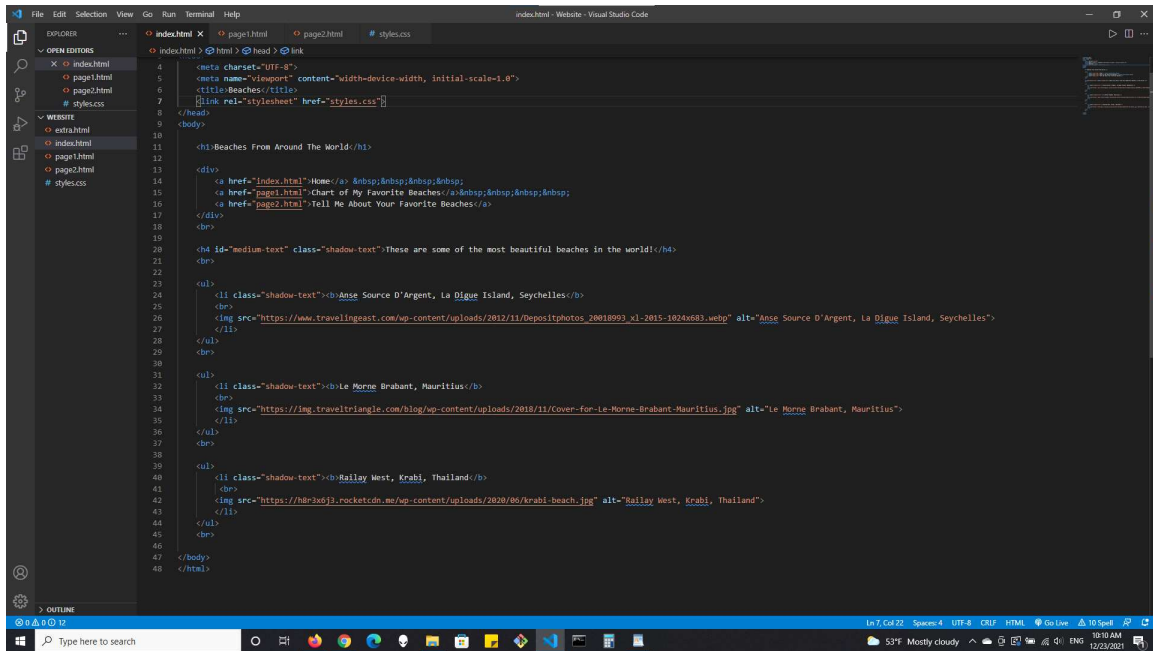 File Edit Selection View Go Run Terminal Help
index.html - Website - Visual Studio Code
EXPLORER
index.html
page1.html
page2.html
styles.css
OPEN EDITORS
index.html > html > head > link
index.html
page1.html
page2.html
styles.css
WEBSITE
extra.html
index.html
page1.html
page2.html
styles.css
4 <meta charset="UTF-8">
5 <meta name="viewport" content="width=device-width, initial-scale=1.0">
6 <title>Beaches</title>
7 <link rel="stylesheet" href="styles.css">
8 </head>
9 <body>
10
11 <h1>Beaches From Around The World</h1>
12
13 <div>
14 <a href="index.html">Home</a> &nbsp;&nbsp;&nbsp;&nbsp;
15 <a href="page1.html">Chart of My Favorite Beaches</a>&nbsp;&nbsp;&nbsp;&nbsp;
16 <a href="page2.html">Tell Me About Your Favorite Beaches</a>
17 </div>
18 <br>
19
20 <h4 id="medium-text" class="shadow-text">These are some of the most beautiful beaches in the world!</h4>
21 <br>
22
23 <ul>
24 <li class="shadow-text"><b>Anse Source D'Argent, La Digue Island, Seychelles</b>
25 <br>
26 <img src="https://www.travelingeast.com/wp-content/uploads/2012/11/Depositphotos_20018993_xl-2015-1024x683.webp" alt="Anse Source D'Argent, La Digue Island, Seychelles">
27 </li>
28 </ul>
29 <br>
30
31 <ul>
32 <li class="shadow-text"><b>Le Morne Brabant, Mauritius</b>
33 <br>
34 <img src="https://img.traveltriangle.com/blog/wp-content/uploads/2018/11/Cover-for-Le-Morne-Brabant-Mauritius.jpg" alt="Le Morne Brabant, Mauritius">
35 </li>
36 </ul>
37 <br>
38
39 <ul>
40 <li class="shadow-text"><b>Railay West, Krabi, Thailand</b>
41 <br>
42 <img src="https://h8r3x6j3.rocketcdn.me/wp-content/uploads/2020/06/krabi-beach.jpg" alt="Railay West, Krabi, Thailand">
43 </li>
44 </ul>
45 <br>
46
47 </body>
48 </html>
OUTLINE
0 0 12
Ln 7, Col 22 Spaces: 4 UTF-8 CRLF HTML Go Live 10 Spell
Type here to search
53°F Mostly cloudy
ENG
10:10 AM
12/23/2021